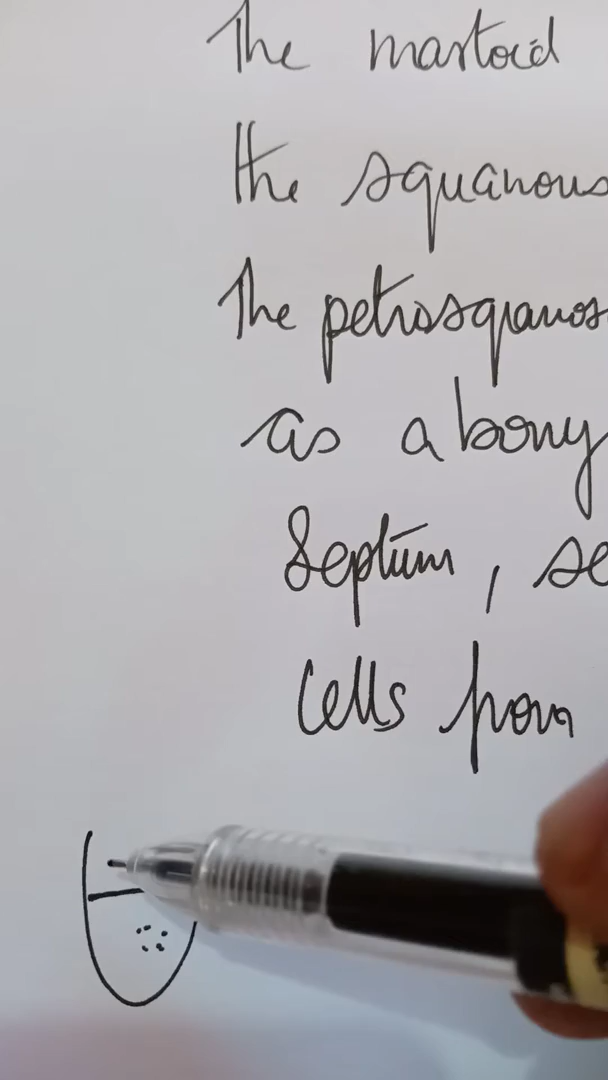 The mastoid
the squamous
The petrosquamos
as a bony
Septum, se
Cells from